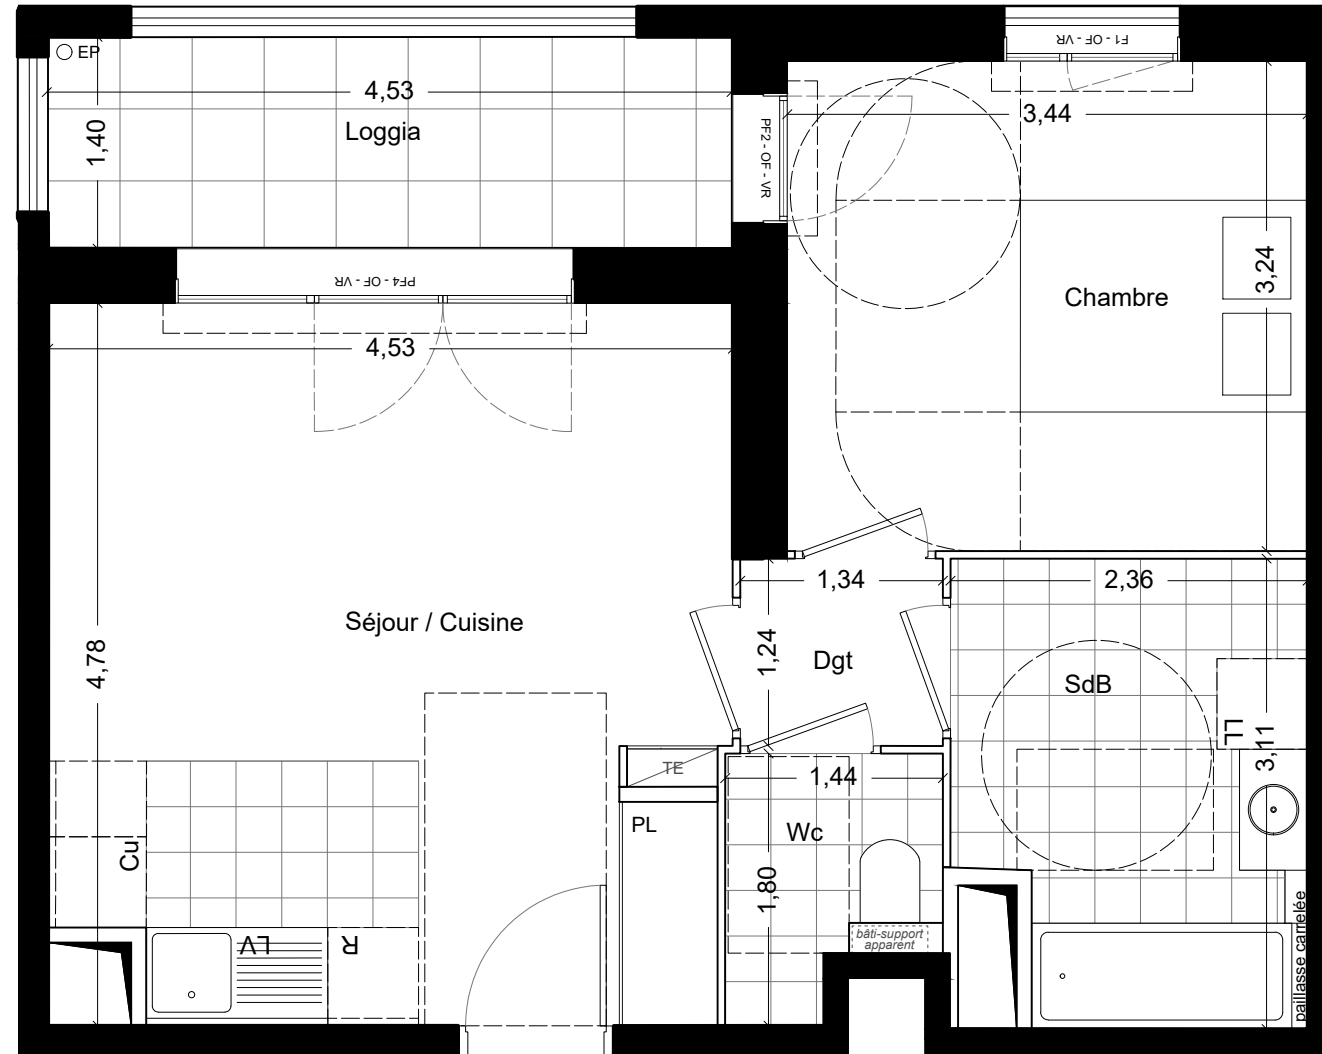 EP
4,53
Loggia
1,40
PF2 - OF - VR
F1 - OF - VR
3,44
3,24
Chambre
PF4 - OF - VR
4,53
Séjour / Cuisine
4,78
1,34
1,24
Dgt
2,36
SdB
LL
3,11
TE
PL
1,44
Wc
1,80
bâti-support
apparent
Cu
LV
R
paillasse carrelée